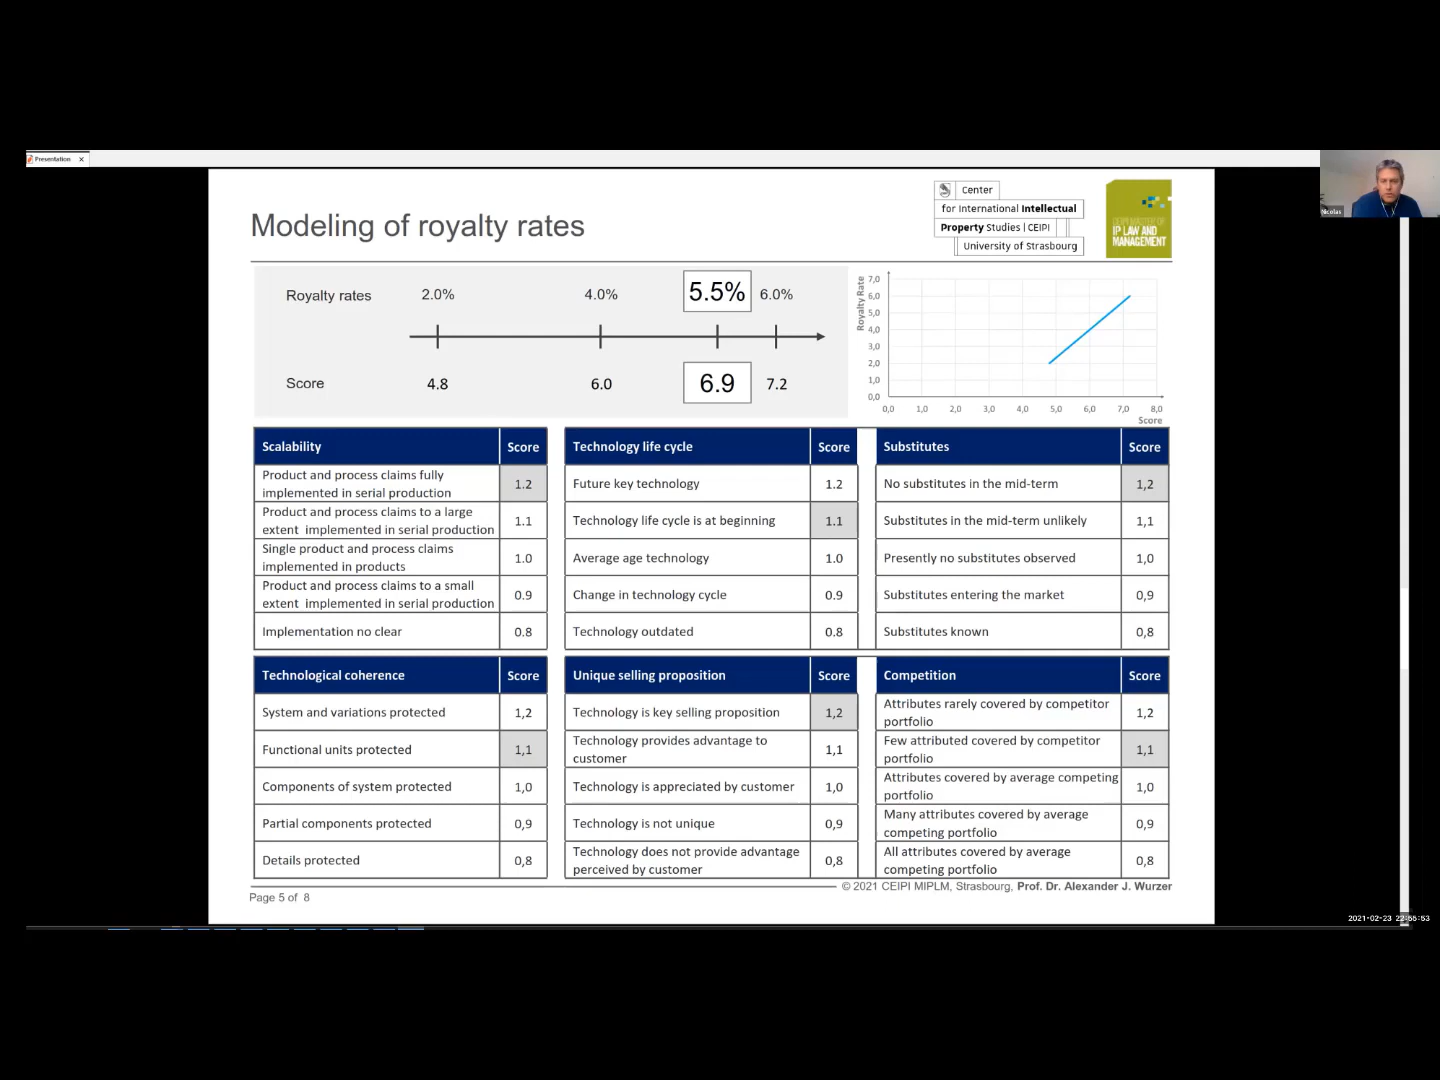 Presentation
Nicolas
Center
for International Intellectual
Property Studies | CEIPI
University of Strasbourg
IP LAW AND
MANAGEMENT
Modeling of royalty rates
Royalty rates 2.0% 4.0% 5.5% 6.0%
Score 4.8 6.0 6.9 7.2
Royalty Rate
7,0
6,0
5,0
4,0
3,0
2,0
1,0
0,0
0,0 1,0 2,0 3,0 4,0 5,0 6,0 7,0 8,0
Score
Scalability Score
Product and process claims fully
implemented in serial production 1.2
Product and process claims to a large
extent implemented in serial production 1.1
Single product and process claims
implemented in products 1.0
Product and process claims to a small
extent implemented in serial production 0.9
Implementation no clear 0.8
Technology life cycle Score
Future key technology 1.2
Technology life cycle is at beginning 1.1
Average age technology 1.0
Change in technology cycle 0.9
Technology outdated 0.8
Substitutes Score
No substitutes in the mid-term 1,2
Substitutes in the mid-term unlikely 1,1
Presently no substitutes observed 1,0
Substitutes entering the market 0,9
Substitutes known 0,8
Technological coherence Score
System and variations protected 1,2
Functional units protected 1,1
Components of system protected 1,0
Partial components protected 0,9
Details protected 0,8
Unique selling proposition Score
Technology is key selling proposition 1,2
Technology provides advantage to
customer 1,1
Technology is appreciated by customer 1,0
Technology is not unique 0,9
Technology does not provide advantage
perceived by customer 0,8
Competition Score
Attributes rarely covered by competitor
portfolio 1,2
Few attributed covered by competitor
portfolio 1,1
Attributes covered by average competing
portfolio 1,0
Many attributes covered by average
competing portfolio 0,9
All attributes covered by average
competing portfolio 0,8
© 2021 CEIPI MIPLM, Strasbourg, Prof. Dr. Alexander J. Wurzer
Page 5 of 8
2021-02-23 22:55:53